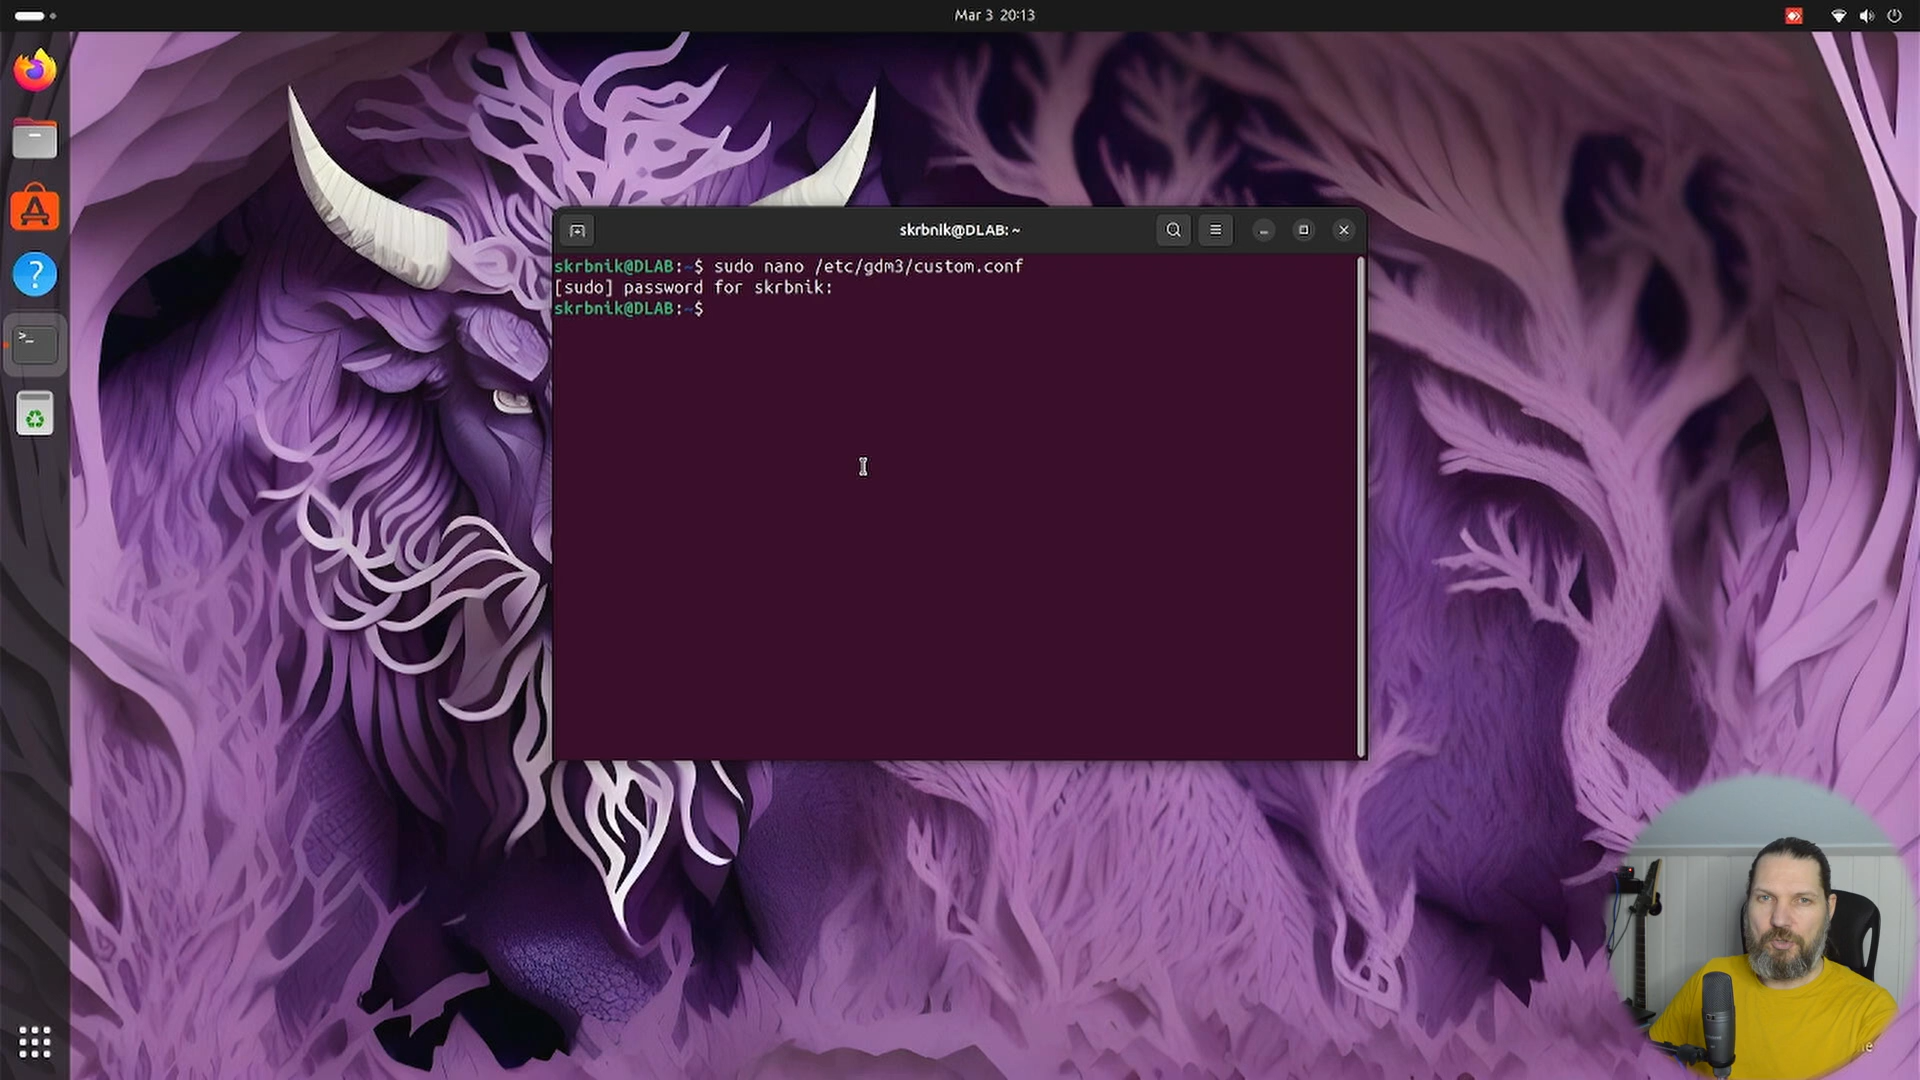 Mar 3 20:13
skrbnik@DLAB: ~
skrbnik@DLAB:~$ sudo nano /etc/gdm3/custom.conf
[sudo] password for skrbnik:
skrbnik@DLAB:~$